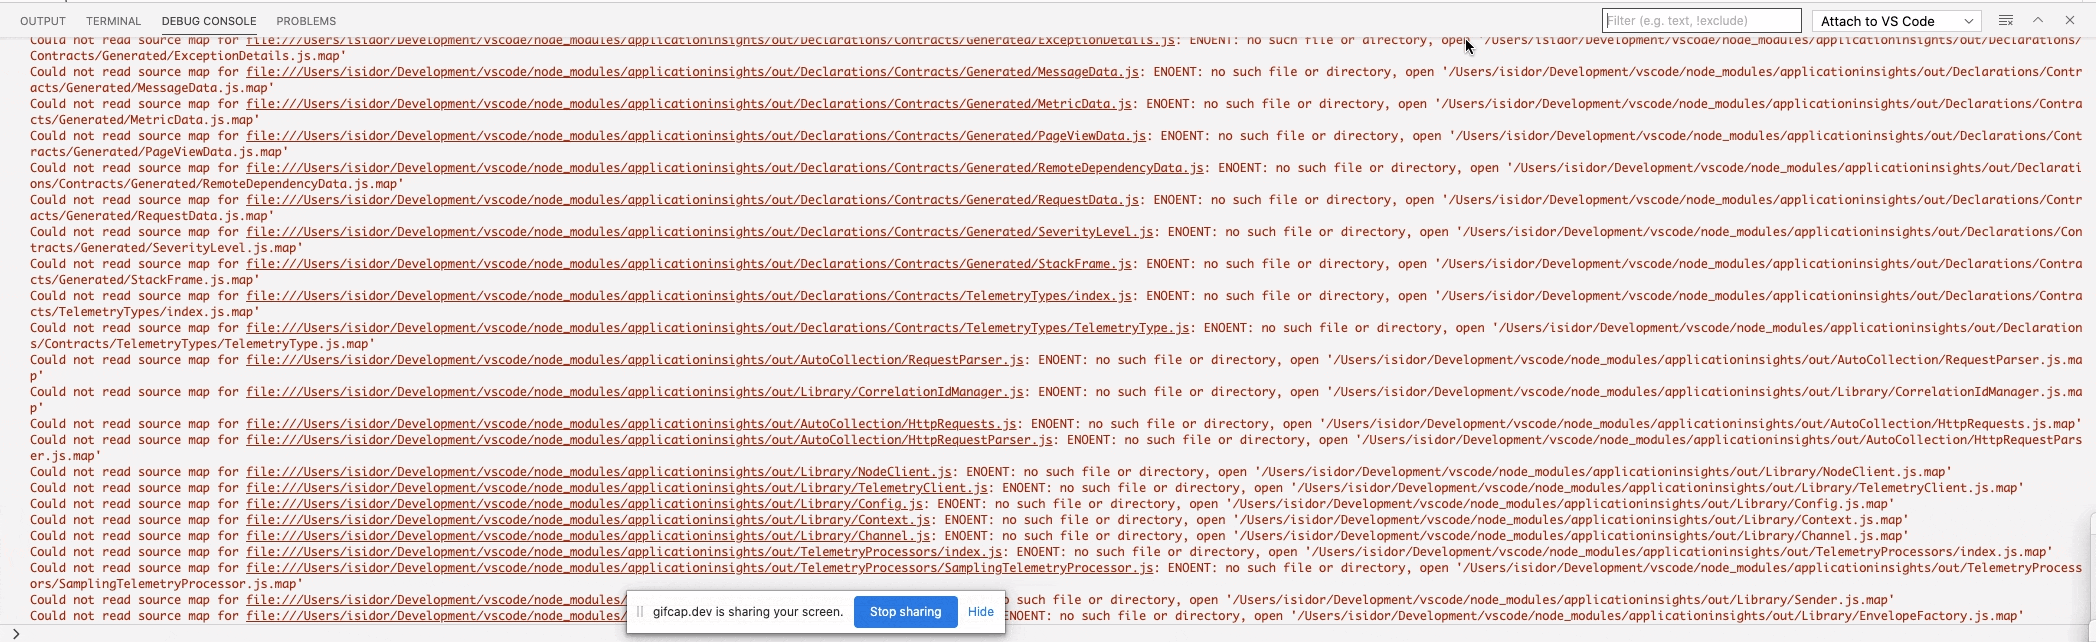 OUTPUT TERMINAL DEBUG CONSOLE PROBLEMS Filter (e.g. text, !exclude) Attach to VS Code
Could not read source map for file:///Users/isidor/Development/vscode/node_modules/applicationinsights/out/Declarations/Contracts/Generated/ExceptionDetails.js: ENOENT: no such file or directory, open '/Users/isidor/Development/vscode/node_modules/applicationinsights/out/Declarations/
Contracts/Generated/ExceptionDetails.js.map'
Could not read source map for file:///Users/isidor/Development/vscode/node_modules/applicationinsights/out/Declarations/Contracts/Generated/MessageData.js: ENOENT: no such file or directory, open '/Users/isidor/Development/vscode/node_modules/applicationinsights/out/Declarations/Contr
acts/Generated/MessageData.js.map'
Could not read source map for file:///Users/isidor/Development/vscode/node_modules/applicationinsights/out/Declarations/Contracts/Generated/MetricData.js: ENOENT: no such file or directory, open '/Users/isidor/Development/vscode/node_modules/applicationinsights/out/Declarations/Contra
cts/Generated/MetricData.js.map'
Could not read source map for file:///Users/isidor/Development/vscode/node_modules/applicationinsights/out/Declarations/Contracts/Generated/PageViewData.js: ENOENT: no such file or directory, open '/Users/isidor/Development/vscode/node_modules/applicationinsights/out/Declarations/Cont
racts/Generated/PageViewData.js.map'
Could not read source map for file:///Users/isidor/Development/vscode/node_modules/applicationinsights/out/Declarations/Contracts/Generated/RemoteDependencyData.js: ENOENT: no such file or directory, open '/Users/isidor/Development/vscode/node_modules/applicationinsights/out/Declarati
ons/Contracts/Generated/RemoteDependencyData.js.map'
Could not read source map for file:///Users/isidor/Development/vscode/node_modules/applicationinsights/out/Declarations/Contracts/Generated/RequestData.js: ENOENT: no such file or directory, open '/Users/isidor/Development/vscode/node_modules/applicationinsights/out/Declarations/Contr
acts/Generated/RequestData.js.map'
Could not read source map for file:///Users/isidor/Development/vscode/node_modules/applicationinsights/out/Declarations/Contracts/Generated/SeverityLevel.js: ENOENT: no such file or directory, open '/Users/isidor/Development/vscode/node_modules/applicationinsights/out/Declarations/Con
tracts/Generated/SeverityLevel.js.map'
Could not read source map for file:///Users/isidor/Development/vscode/node_modules/applicationinsights/out/Declarations/Contracts/Generated/StackFrame.js: ENOENT: no such file or directory, open '/Users/isidor/Development/vscode/node_modules/applicationinsights/out/Declarations/Contra
cts/Generated/StackFrame.js.map'
Could not read source map for file:///Users/isidor/Development/vscode/node_modules/applicationinsights/out/Declarations/Contracts/TelemetryTypes/index.js: ENOENT: no such file or directory, open '/Users/isidor/Development/vscode/node_modules/applicationinsights/out/Declarations/Contra
cts/TelemetryTypes/index.js.map'
Could not read source map for file:///Users/isidor/Development/vscode/node_modules/applicationinsights/out/Declarations/Contracts/TelemetryTypes/TelemetryType.js: ENOENT: no such file or directory, open '/Users/isidor/Development/vscode/node_modules/applicationinsights/out/Declaration
s/Contracts/TelemetryTypes/TelemetryType.js.map'
Could not read source map for file:///Users/isidor/Development/vscode/node_modules/applicationinsights/out/AutoCollection/RequestParser.js: ENOENT: no such file or directory, open '/Users/isidor/Development/vscode/node_modules/applicationinsights/out/AutoCollection/RequestParser.js.ma
p'
Could not read source map for file:///Users/isidor/Development/vscode/node_modules/applicationinsights/out/Library/CorrelationIdManager.js: ENOENT: no such file or directory, open '/Users/isidor/Development/vscode/node_modules/applicationinsights/out/Library/CorrelationIdManager.js.ma
p'
Could not read source map for file:///Users/isidor/Development/vscode/node_modules/applicationinsights/out/AutoCollection/HttpRequests.js: ENOENT: no such file or directory, open '/Users/isidor/Development/vscode/node_modules/applicationinsights/out/AutoCollection/HttpRequests.js.map'
Could not read source map for file:///Users/isidor/Development/vscode/node_modules/applicationinsights/out/AutoCollection/HttpRequestParser.js: ENOENT: no such file or directory, open '/Users/isidor/Development/vscode/node_modules/applicationinsights/out/AutoCollection/HttpRequestPars
er.js.map'
Could not read source map for file:///Users/isidor/Development/vscode/node_modules/applicationinsights/out/Library/NodeClient.js: ENOENT: no such file or directory, open '/Users/isidor/Development/vscode/node_modules/applicationinsights/out/Library/NodeClient.js.map'
Could not read source map for file:///Users/isidor/Development/vscode/node_modules/applicationinsights/out/Library/TelemetryClient.js: ENOENT: no such file or directory, open '/Users/isidor/Development/vscode/node_modules/applicationinsights/out/Library/TelemetryClient.js.map'
Could not read source map for file:///Users/isidor/Development/vscode/node_modules/applicationinsights/out/Library/Config.js: ENOENT: no such file or directory, open '/Users/isidor/Development/vscode/node_modules/applicationinsights/out/Library/Config.js.map'
Could not read source map for file:///Users/isidor/Development/vscode/node_modules/applicationinsights/out/Library/Context.js: ENOENT: no such file or directory, open '/Users/isidor/Development/vscode/node_modules/applicationinsights/out/Library/Context.js.map'
Could not read source map for file:///Users/isidor/Development/vscode/node_modules/applicationinsights/out/Library/Channel.js: ENOENT: no such file or directory, open '/Users/isidor/Development/vscode/node_modules/applicationinsights/out/Library/Channel.js.map'
Could not read source map for file:///Users/isidor/Development/vscode/node_modules/applicationinsights/out/TelemetryProcessors/index.js: ENOENT: no such file or directory, open '/Users/isidor/Development/vscode/node_modules/applicationinsights/out/TelemetryProcessors/index.js.map'
Could not read source map for file:///Users/isidor/Development/vscode/node_modules/applicationinsights/out/TelemetryProcessors/SamplingTelemetryProcessor.js: ENOENT: no such file or directory, open '/Users/isidor/Development/vscode/node_modules/applicationinsights/out/TelemetryProcess
ors/SamplingTelemetryProcessor.js.map'
Could not read source map for file:///Users/isidor/Development/vscode/node_modules/ such file or directory, open '/Users/isidor/Development/vscode/node_modules/applicationinsights/out/Library/Sender.js.map'
Could not read source map for file:///Users/isidor/Development/vscode/node_modules/ ENOENT: no such file or directory, open '/Users/isidor/Development/vscode/node_modules/applicationinsights/out/Library/EnvelopeFactory.js.map'
gifcap.dev is sharing your screen. Stop sharing Hide